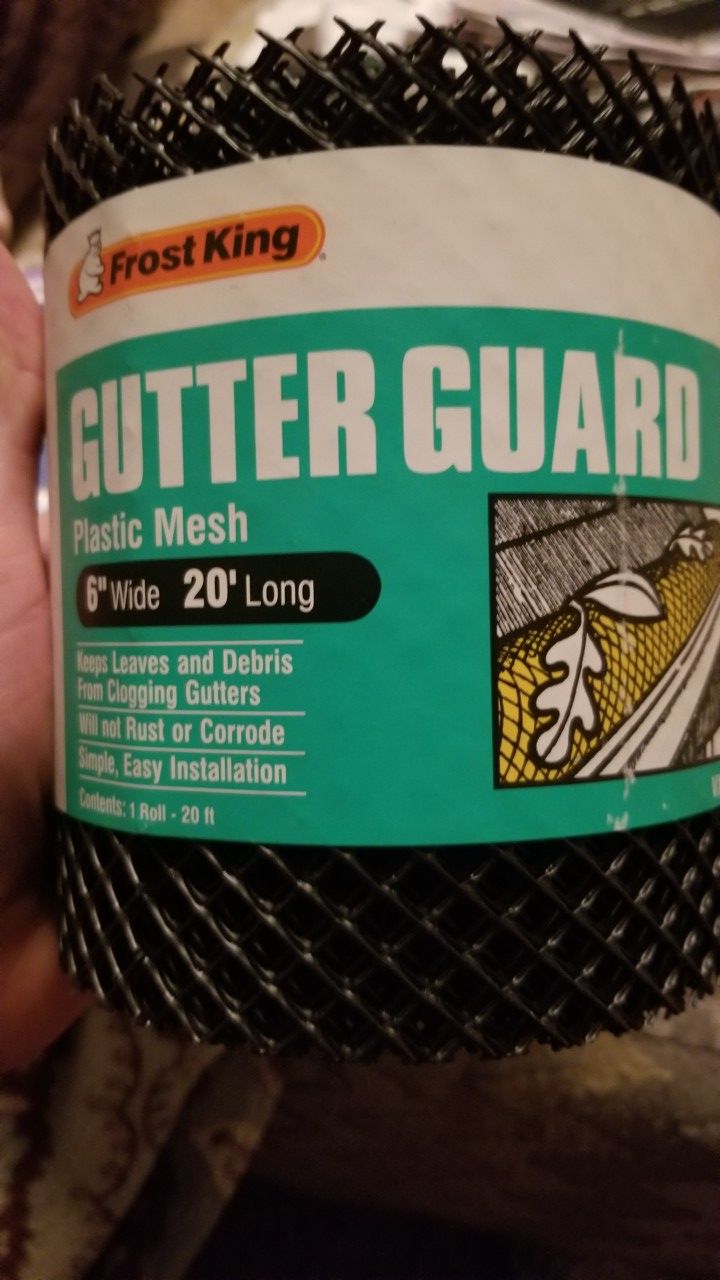 Frost King
GUTTER GUARD
Plastic Mesh
6" Wide 20' Long
Keeps Leaves and Debris
From Clogging Gutters
Will not Rust or Corrode
Simple, Easy Installation
Contents: 1 Roll - 20 ft